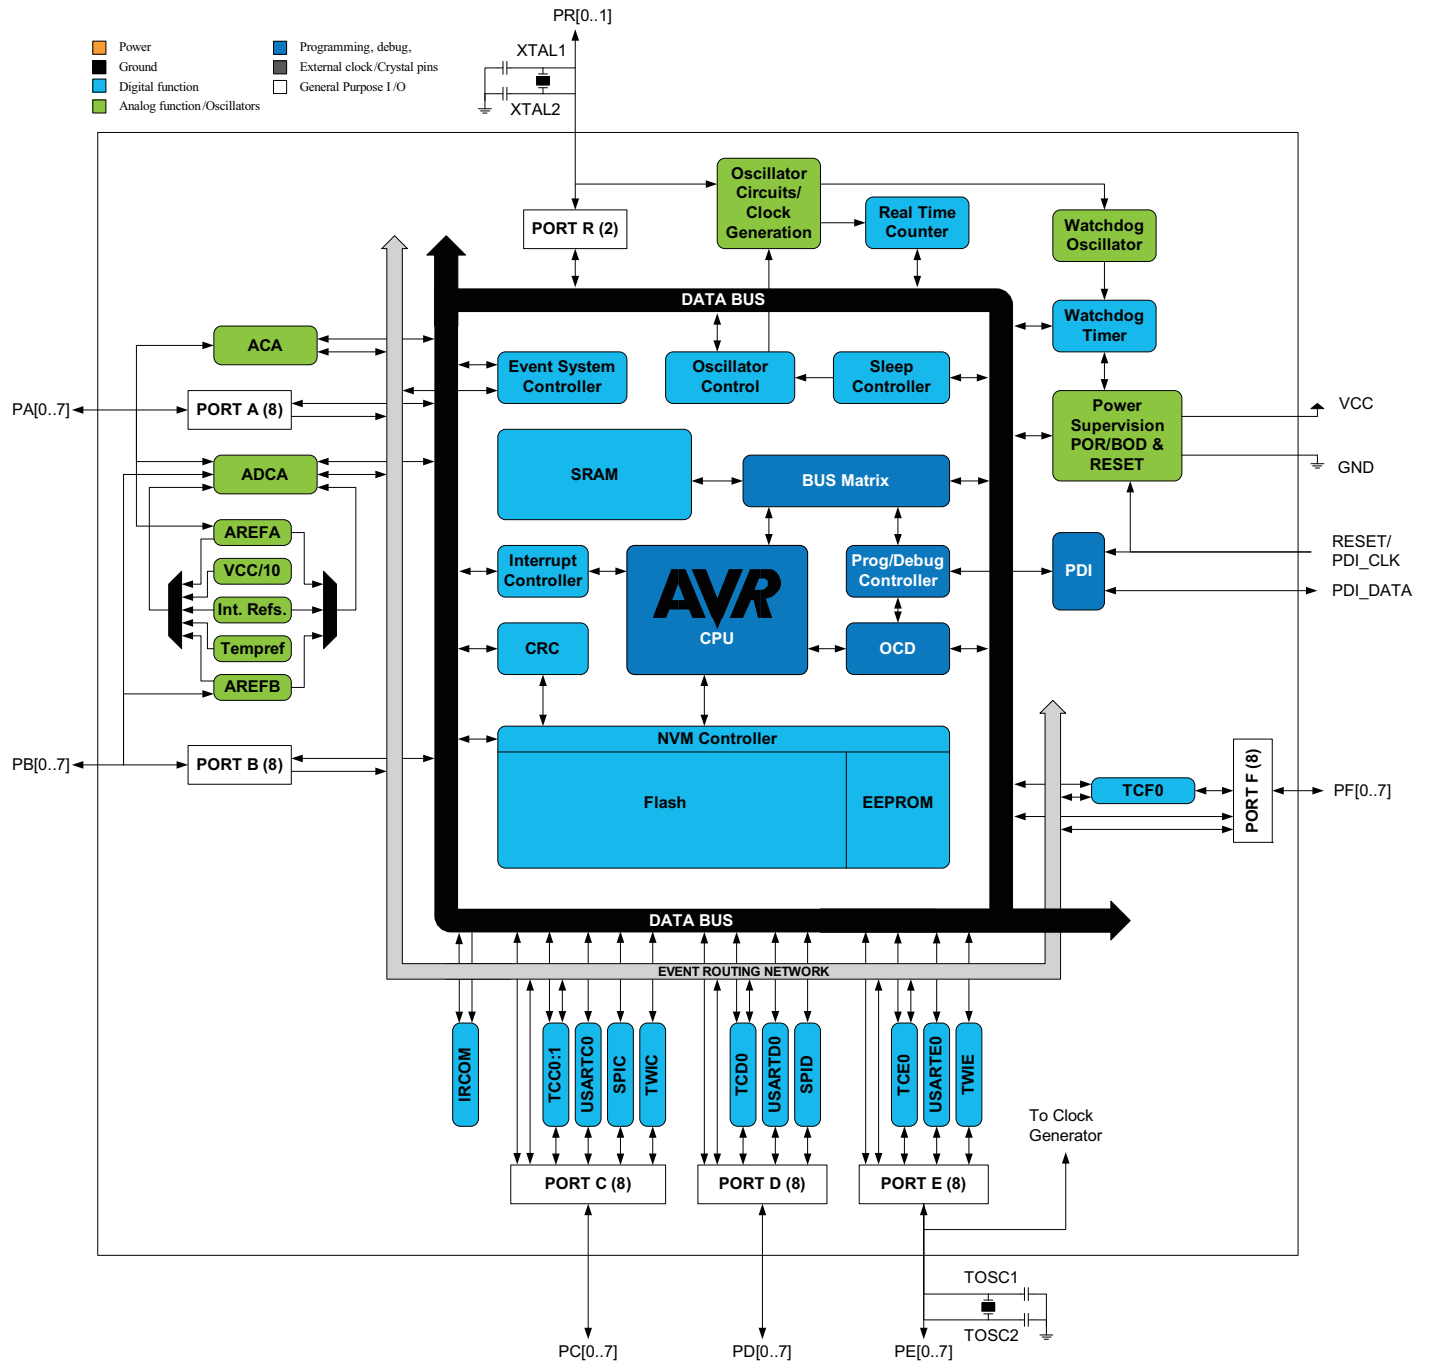 PR[0..1]
Power
Ground
Digital function
Analog function/Oscillators
Programming, debug,
External clock/Crystal pins
General Purpose I/O
XTAL1
XTAL2
Oscillator
Circuits/
Clock
Generation
Real Time
Counter
PORT R (2)
Watchdog
Oscillator
DATA BUS
Watchdog
Timer
ACA
Event System
Controller
Oscillator
Control
Sleep
Controller
PA[0..7]
PORT A (8)
Power
Supervision
POR/BOD &
RESET
VCC
GND
ADCA
SRAM
BUS Matrix
AREFA
VCC/10
Int. Refs.
Tempref
AREFB
Interrupt
Controller
AVR
CPU
Prog/Debug
Controller
PDI
RESET/
PDI_CLK
PDI_DATA
CRC
OCD
NVM Controller
Flash
EEPROM
PB[0..7]
PORT B (8)
TCF0
PORT F (8)
PF[0..7]
DATA BUS
EVENT ROUTING NETWORK
IRCOM
TCC0:1
USARTC0
SPIC
TWIC
TCD0
USARTD0
SPID
TCE0
USARTE0
TWIE
To Clock
Generator
PORT C (8)
PORT D (8)
PORT E (8)
TOSC1
TOSC2
PC[0..7]
PD[0..7]
PE[0..7]